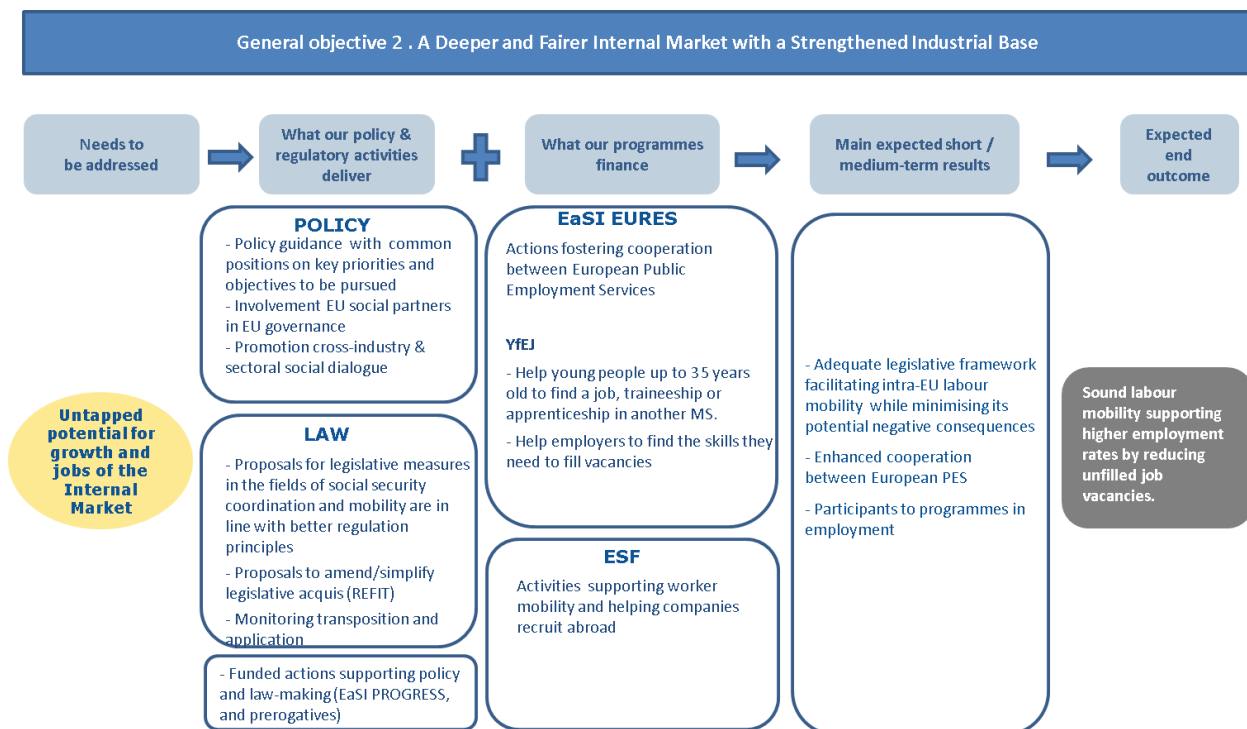 General objective 2 . A Deeper and Fairer Internal Market with a Strengthened Industrial Base
Needs to
be addressed
What our policy &
regulatory activities
deliver
What our programmes
finance
Main expected short /
medium-term results
Expected
end
outcome
Untapped
potential for
growth and
jobs of the
Internal
Market
POLICY
- Policy guidance with common
positions on key priorities and
objectives to be pursued
- Involvement EU social partners
in EU governance
- Promotion cross-industry &
sectoral social dialogue
LAW
- Proposals for legislative measures
in the fields of social security
coordination and mobility are in
line with better regulation
principles
- Proposals to amend/simplify
legislative acquis (REFIT)
- Monitoring transposition and
application
- Funded actions supporting policy
and law-making (EaSI PROGRESS,
and prerogatives)
EaSI EURES
Actions fostering cooperation
between European Public
Employment Services
YfEJ
- Help young people up to 35 years
old to find a job, traineeship or
apprenticeship in another MS.
- Help employers to find the skills they
need to fill vacancies
ESF
Activities supporting worker
mobility and helping companies
recruit abroad
- Adequate legislative framework
facilitating intra-EU labour
mobility while minimising its
potential negative consequences
- Enhanced cooperation
between European PES
- Participants to programmes in
employment
Sound labour
mobility supporting
higher employment
rates by reducing
unfilled job
vacancies.